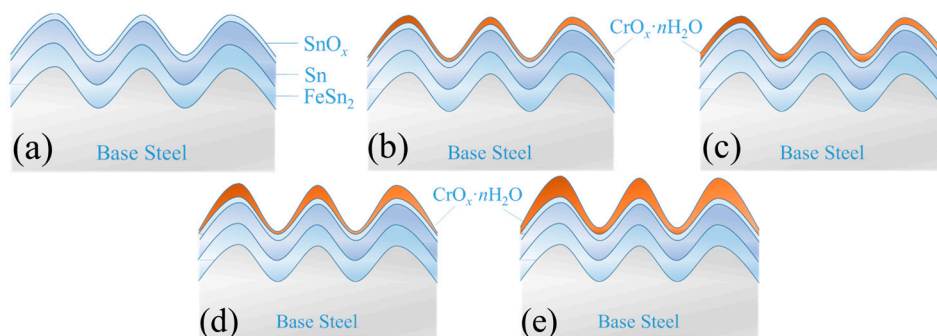 SnOₓ
CrOₓ·nH₂O
Sn
FeSn₂
(a)
Base Steel
(b)
Base Steel
(c)
Base Steel
CrOₓ·nH₂O
(d)
Base Steel
(e)
Base Steel